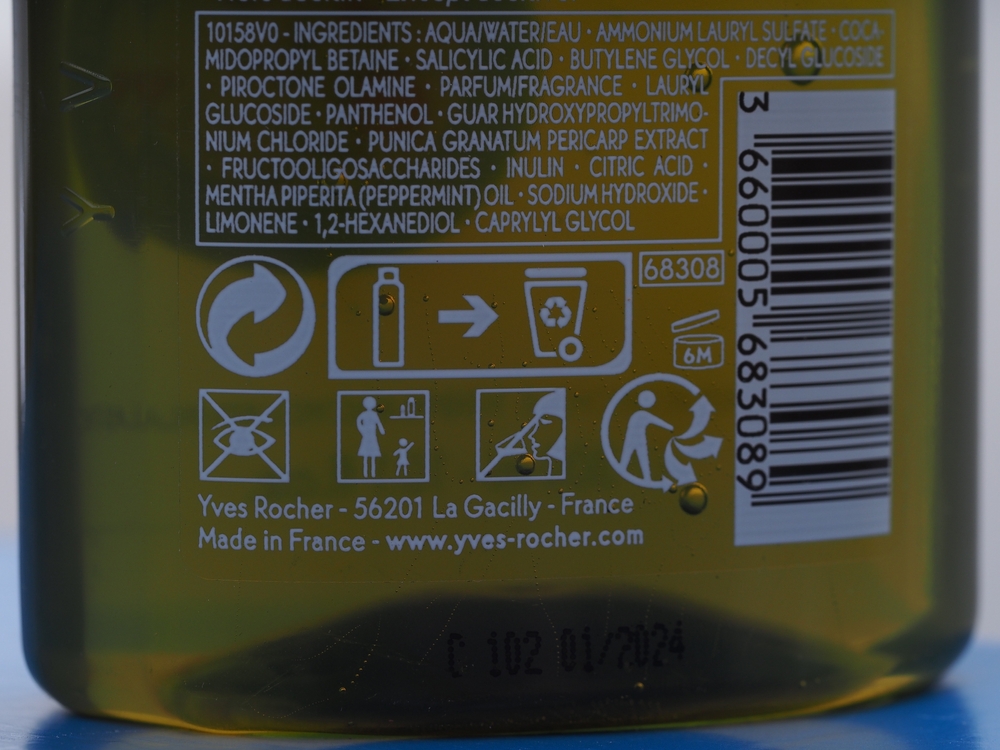 10158V0 - INGREDIENTS : AQUA/WATER/EAU · AMMONIUM LAURYL SULFATE · COCA-
MIDOPROPYL BETAINE · SALICYLIC ACID · BUTYLENE GLYCOL · DECYL GLUCOSIDE
· PIROCTONE OLAMINE · PARFUM/FRAGRANCE · LAURYL
GLUCOSIDE · PANTHENOL · GUAR HYDROXYPROPYLTRIMO-
NIUM CHLORIDE · PUNICA GRANATUM PERICARP EXTRACT
· FRUCTOOLIGOSACCHARIDES · INULIN · CITRIC ACID ·
MENTHA PIPERITA (PEPPERMINT) OIL · SODIUM HYDROXIDE ·
LIMONENE · 1,2-HEXANEDIOL · CAPRYLYL GLYCOL
68308
6M
3 660005 683089
Yves Rocher - 56201 La Gacilly - France
Made in France - www.yves-rocher.com
C 102 01/2024
Y V